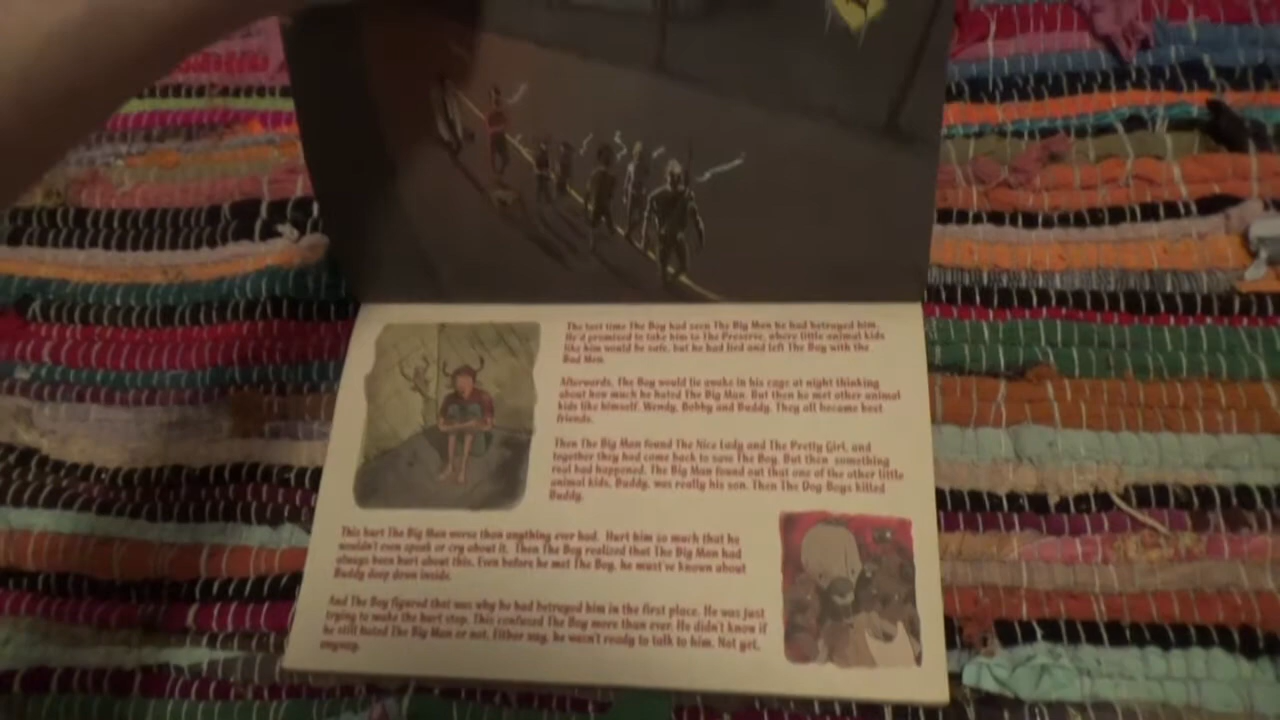 The last time The Boy had seen The Big Man he had betrayed him.
He'd promised to take him to The Preserve, where little animal kids
like him would be safe, but he had lied and left The Boy with the
Bad Men.
Afterwards, The Boy would lie awake in his cage at night thinking
about how much he hated The Big Man. But then he met other animal
kids like himself. Wendy, Bobby and Buddy. They all became best
friends.
Then The Big Man found The Nice Lady and The Pretty Girl, and
together they had come back to save The Boy. But then something
real bad happened. The Big Man found out that one of the other little
animal kids, Buddy, was really his son. Then The Dog Boys killed
Buddy.
This hurt The Big Man worse than anything ever had. Hurt him so much that he
wouldn't even speak or cry about it. Then The Boy realized that The Big Man had
always been hurt about this. Even before he met The Boy, he must've known about
Buddy deep down inside.
And The Boy figured that was why he had betrayed him in the first place. He was just
trying to make the hurt stop. This confused The Boy more than ever. He didn't know if
he still hated The Big Man or not. Either way, he wasn't ready to talk to him. Not yet,
anyway.